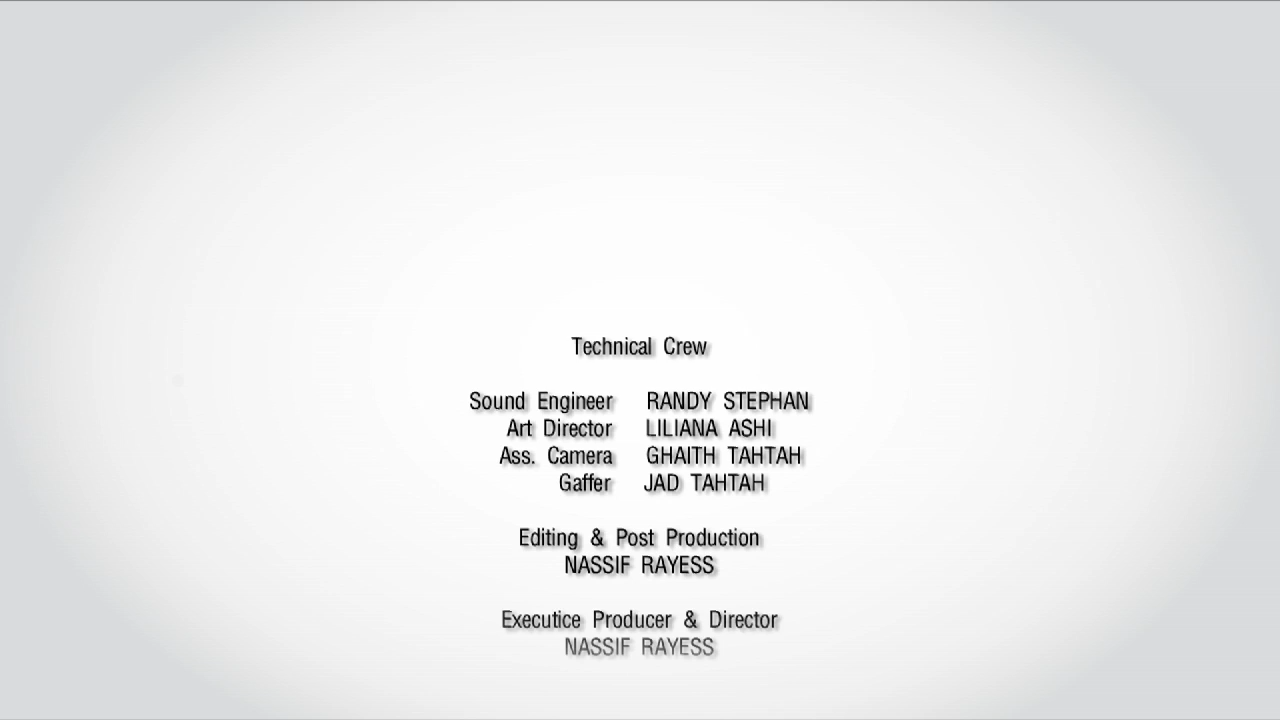 Technical Crew
Sound Engineer RANDY STEPHAN
Art Director LILIANA ASHI
Ass. Camera GHAITH TAHTAH
Gaffer JAD TAHTAH
Editing & Post Production
NASSIF RAYESS
Executice Producer & Director
NASSIF RAYESS